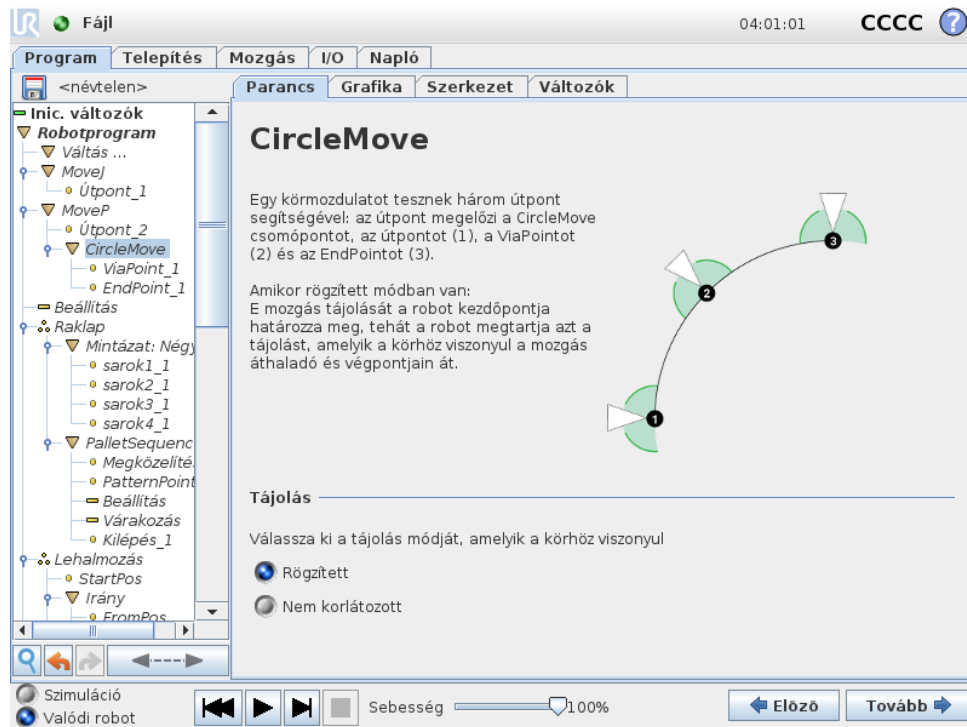 UR Fájl 04:01:01 CCCC ?
Program Telepítés Mozgás I/O Napló
<névtelen>
Parancs Grafika Szerkezet Változók
Inic. változók
Robotprogram
Váltás ...
MoveJ
Útpont_1
MoveP
Útpont_2
CircleMove
ViaPoint_1
EndPoint_1
Beállítás
Raklap
Mintázat: Négy
sarok1_1
sarok2_1
sarok3_1
sarok4_1
PalletSequenc
Megközelíté
PatternPoint
Beállítás
Várakozás
Kilépés_1
Lehalmozás
StartPos
Irány
FromPos
CircleMove
Egy körmozdulatot tesznek három útpont
segítségével: az útpont megelőzi a CircleMove
csomópontot, az útpontot (1), a ViaPointot
(2) és az EndPointot (3).
Amikor rögzített módban van:
E mozgás tájolását a robot kezdőpontja
határozza meg, tehát a robot megtartja azt a
tájolást, amelyik a körhöz viszonyul a mozgás
áthaladó és végpontjain át.
3
2
1
Tájolás
Válassza ki a tájolás módját, amelyik a körhöz viszonyul
Rögzített
Nem korlátozott
Szimuláció
Valódi robot
Sebesség 100%
Előző Tovább